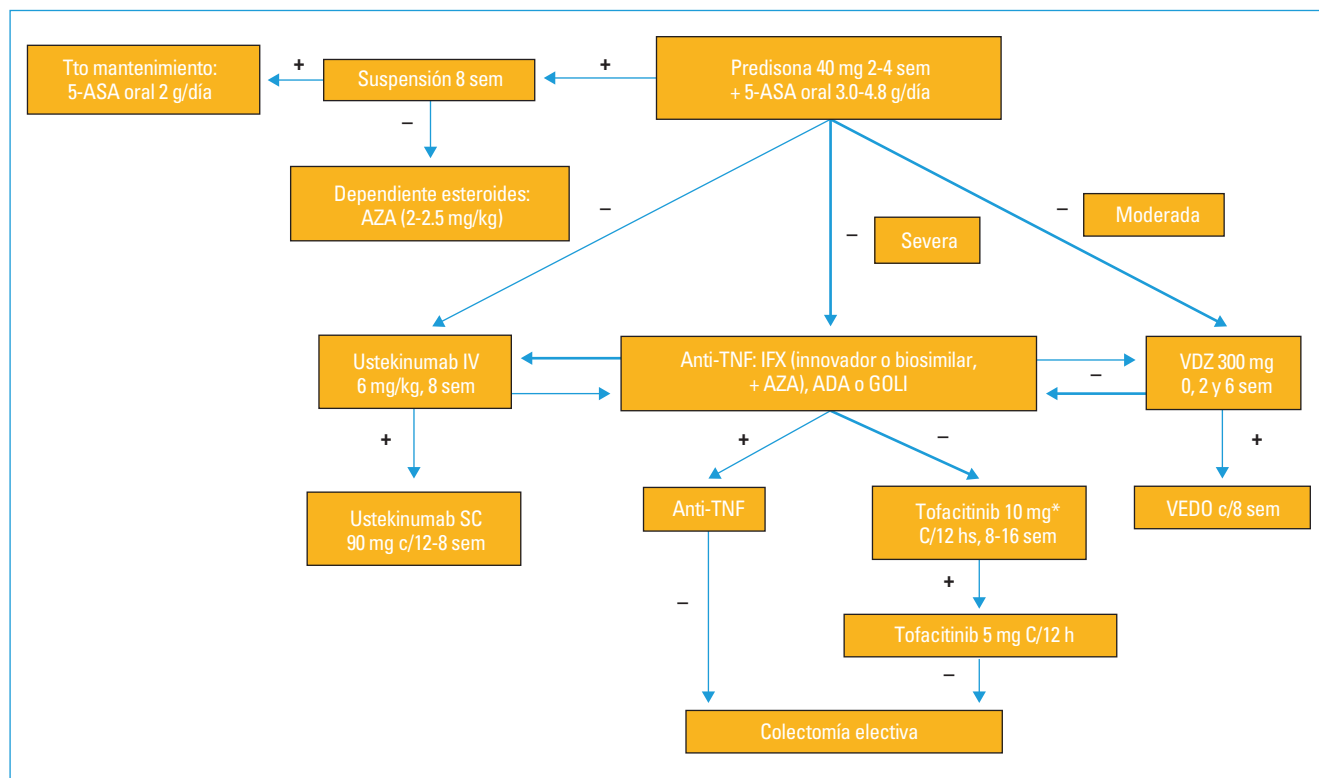 Tto mantenimiento:
5-ASA oral 2 g/día
+
Suspensión 8 sem
+
Predisona 40 mg 2-4 sem
+ 5-ASA oral 3.0-4.8 g/día
–
Dependiente esteroides:
AZA (2-2.5 mg/kg)
–
–
Severa
–
Moderada
Ustekinumab IV
6 mg/kg, 8 sem
Anti-TNF: IFX (innovador o biosimilar,
+ AZA), ADA o GOLI
–
VDZ 300 mg
0, 2 y 6 sem
+
+
–
+
Ustekinumab SC
90 mg c/12-8 sem
Anti-TNF
Tofacitinib 10 mg*
C/12 hs, 8-16 sem
VEDO c/8 sem
–
+
Tofacitinib 5 mg C/12 h
–
Colectomía electiva